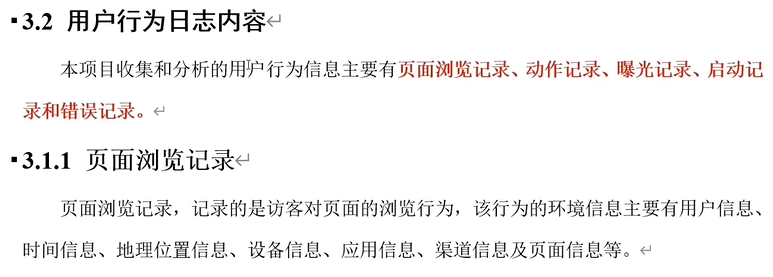 3.2 用户行为日志内容
本项目收集和分析的用户行为信息主要有页面浏览记录、动作记录、曝光记录、启动记
录和错误记录。
3.1.1 页面浏览记录
页面浏览记录，记录的是访客对页面的浏览行为，该行为的环境信息主要有用户信息、
时间信息、地理位置信息、设备信息、应用信息、渠道信息及页面信息等。